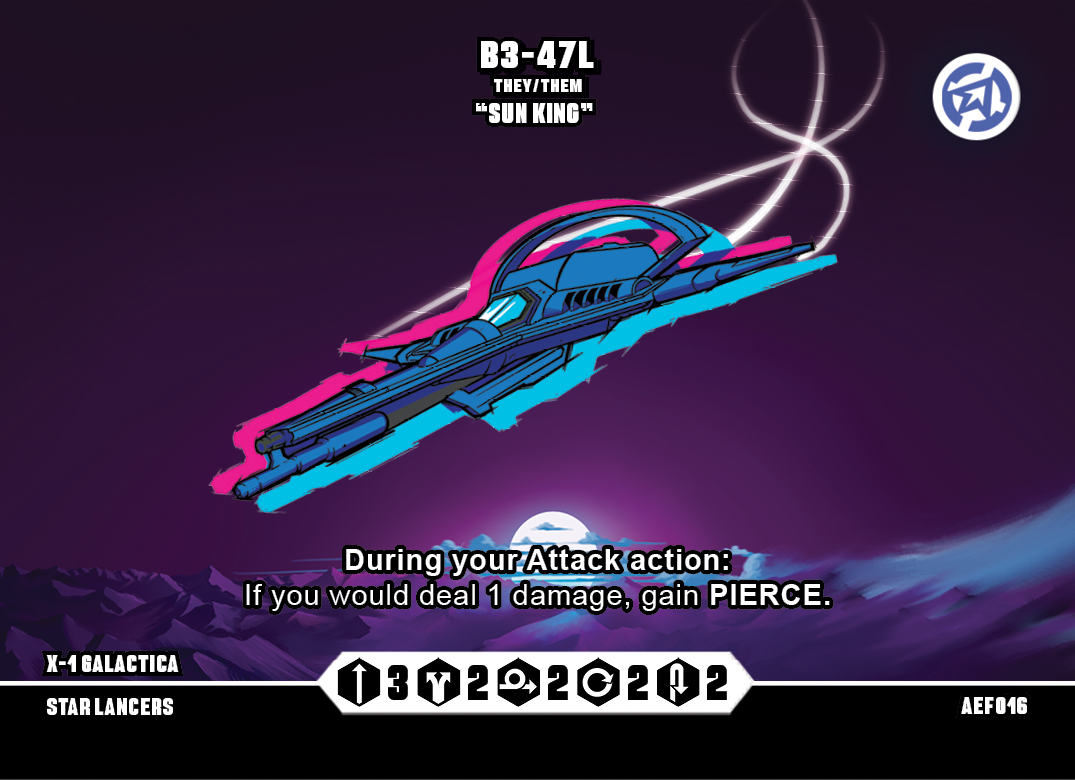 B3-47L
THEY/THEM
“SUN KING”
During your Attack action:
If you would deal 1 damage, gain PIERCE.
X-1 GALACTICA
3 2 2 2 2
STAR LANCERS
AEF016